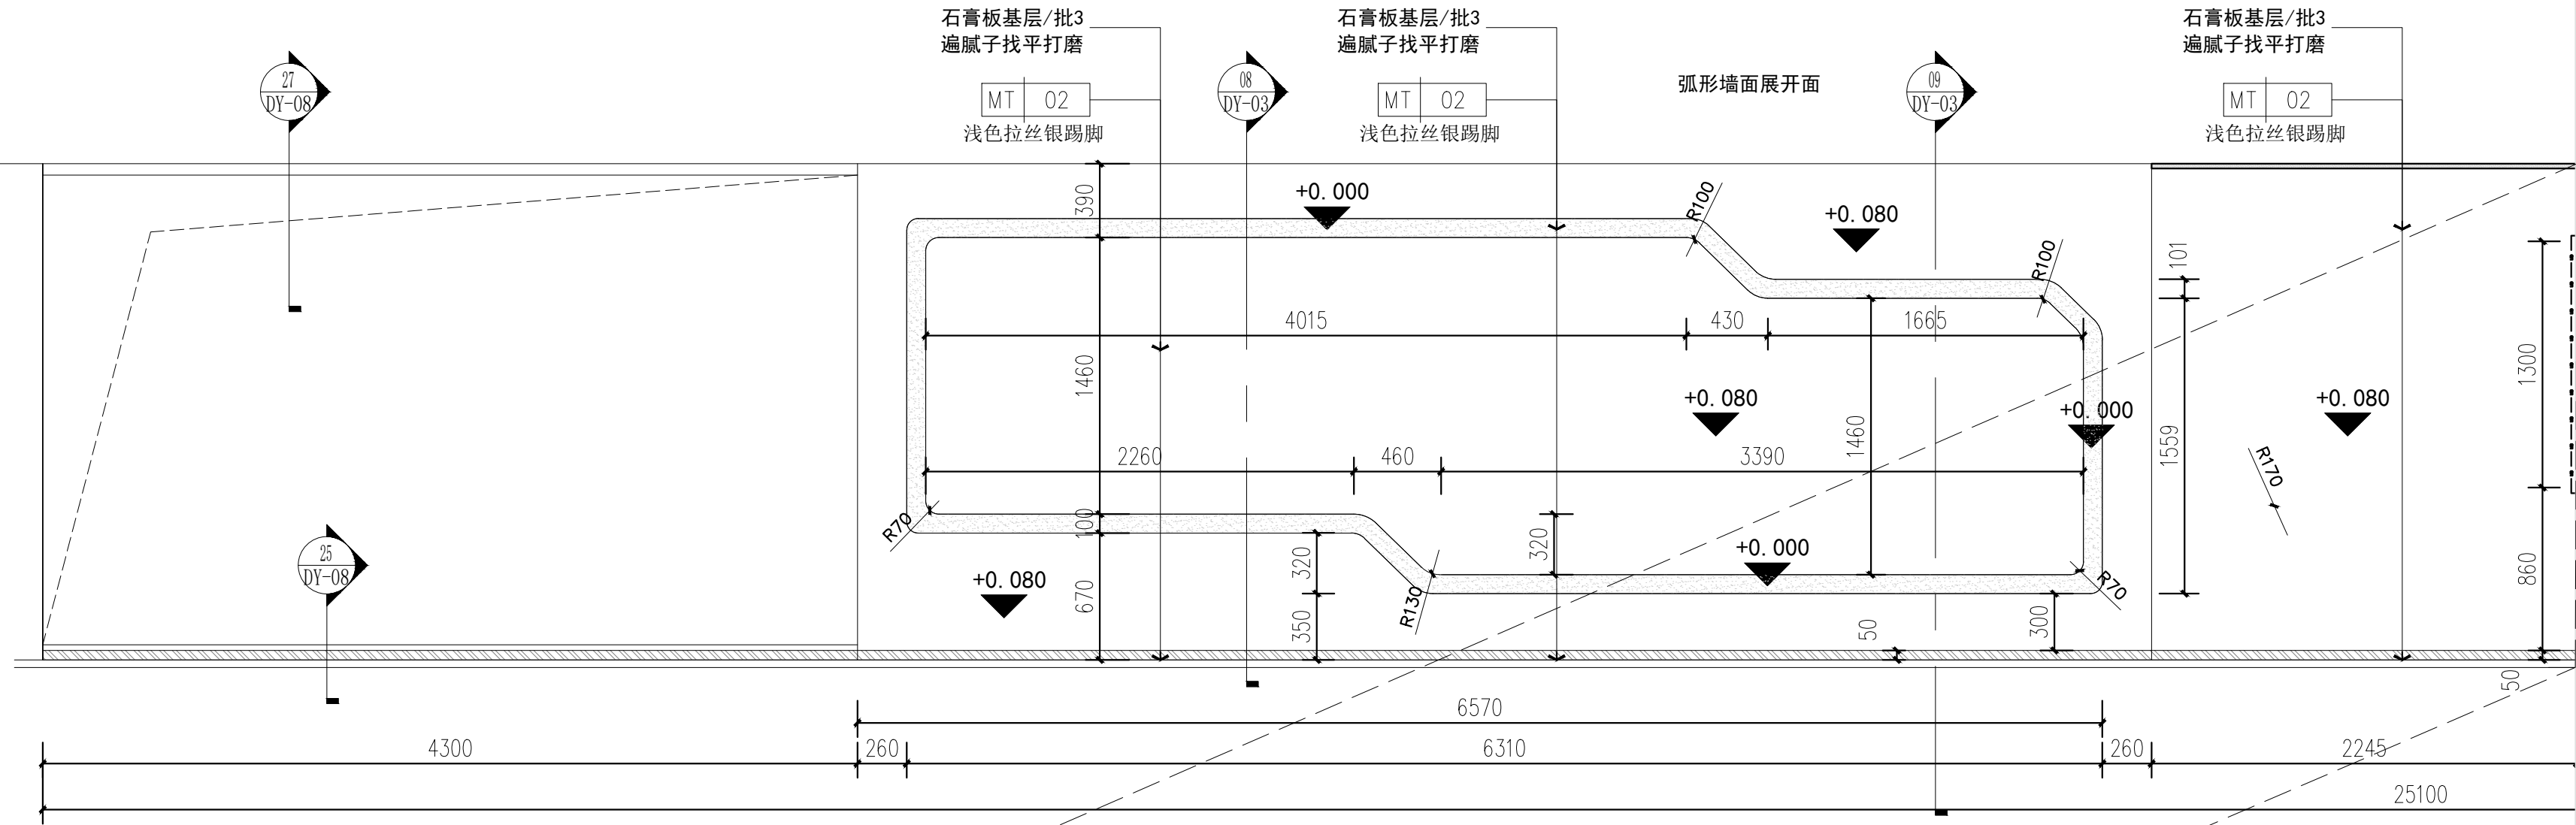 石膏板基层/批3
遍腻子找平打磨
石膏板基层/批3
遍腻子找平打磨
石膏板基层/批3
遍腻子找平打磨
27
DY-08
MT 02
浅色拉丝银踢脚
08
DY-03
MT 02
浅色拉丝银踢脚
弧形墙面展开面
09
DY-03
MT 02
浅色拉丝银踢脚
390
+0.000
R100
+0.080
R100
101
4015
430
1665
1460
1300
+0.080
+0.000
+0.080
2260
460
3390
1460
1559
R170
R70
100
320
320
+0.000
25
DY-08
+0.080
670
350
R130
50
300
R70
860
50
6570
4300
260
6310
260
2245
25100